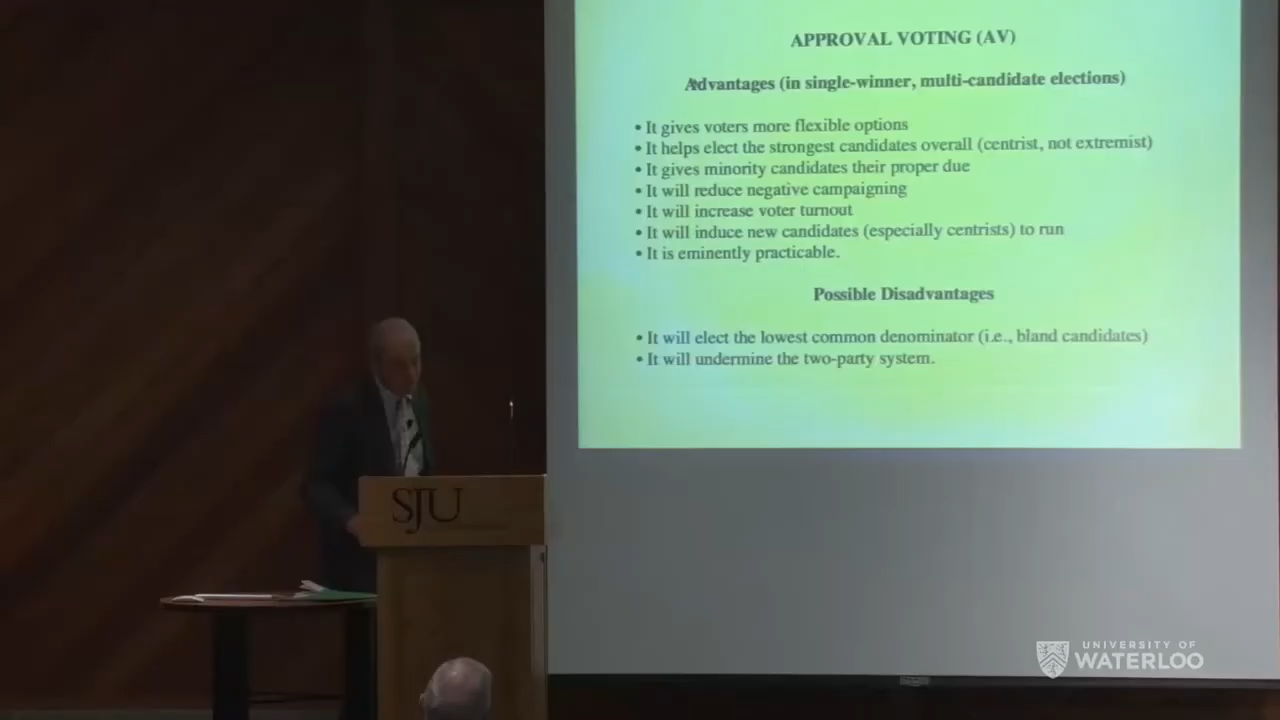 APPROVAL VOTING (AV)
Advantages (in single-winner, multi-candidate elections)
• It gives voters more flexible options
• It helps elect the strongest candidates overall (centrist, not extremist)
• It gives minority candidates their proper due
• It will reduce negative campaigning
• It will increase voter turnout
• It will induce new candidates (especially centrists) to run
• It is eminently practicable.
Possible Disadvantages
• It will elect the lowest common denominator (i.e., bland candidates)
• It will undermine the two-party system.
SJU
UNIVERSITY OF
WATERLOO